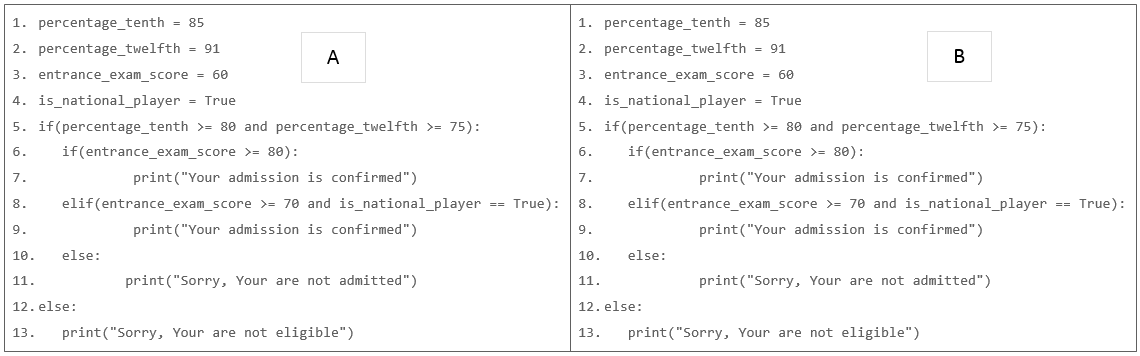 1. percentage_tenth = 85
2. percentage_twelfth = 91
3. entrance_exam_score = 60
4. is_national_player = True
5. if(percentage_tenth >= 80 and percentage_twelfth >= 75):
6. if(entrance_exam_score >= 80):
7. print("Your admission is confirmed")
8. elif(entrance_exam_score >= 70 and is_national_player == True):
9. print("Your admission is confirmed")
10. else:
11. print("Sorry, Your are not admitted")
12. else:
13. print("Sorry, Your are not eligible")
A
1. percentage_tenth = 85
2. percentage_twelfth = 91
3. entrance_exam_score = 60
4. is_national_player = True
5. if(percentage_tenth >= 80 and percentage_twelfth >= 75):
6. if(entrance_exam_score >= 80):
7. print("Your admission is confirmed")
8. elif(entrance_exam_score >= 70 and is_national_player == True):
9. print("Your admission is confirmed")
10. else:
11. print("Sorry, Your are not admitted")
12. else:
13. print("Sorry, Your are not eligible")
B